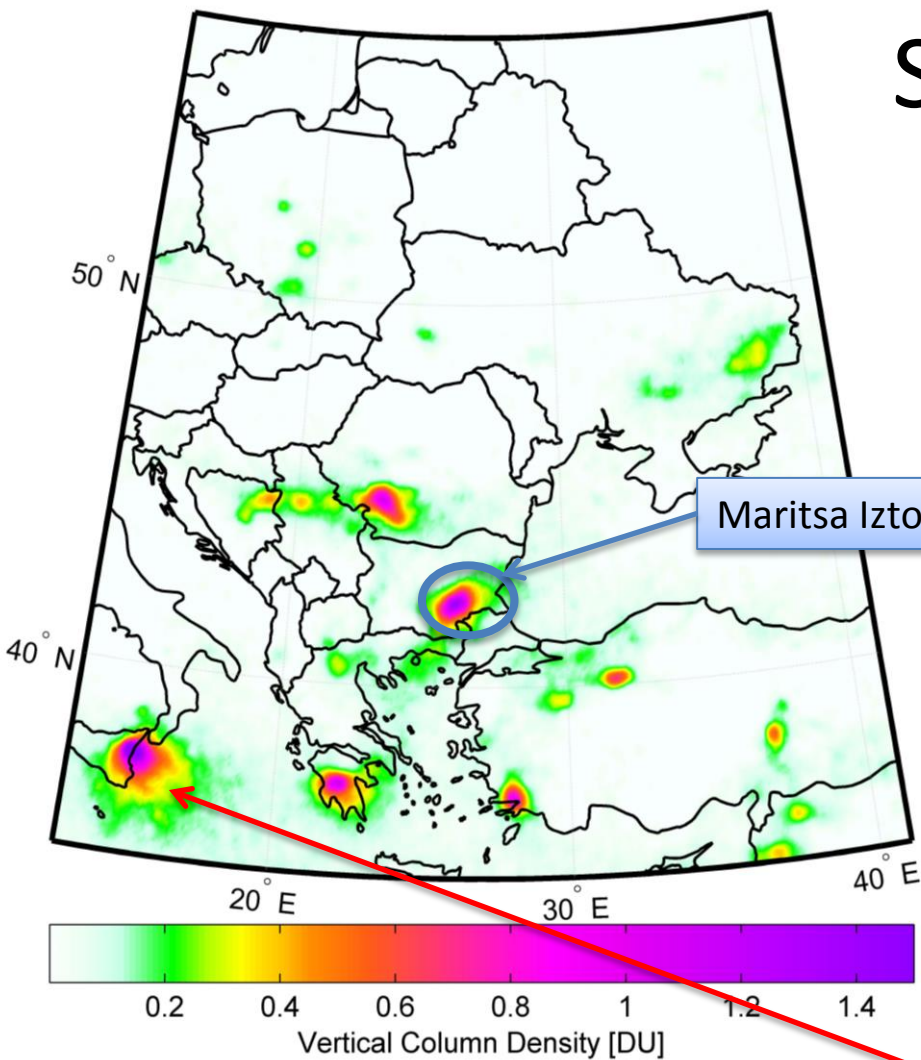 S
50° N
Maritsa Izto
40° N
20° E
30° E
40° E
0.2 0.4 0.6 0.8 1 1.2 1.4
Vertical Column Density [DU]